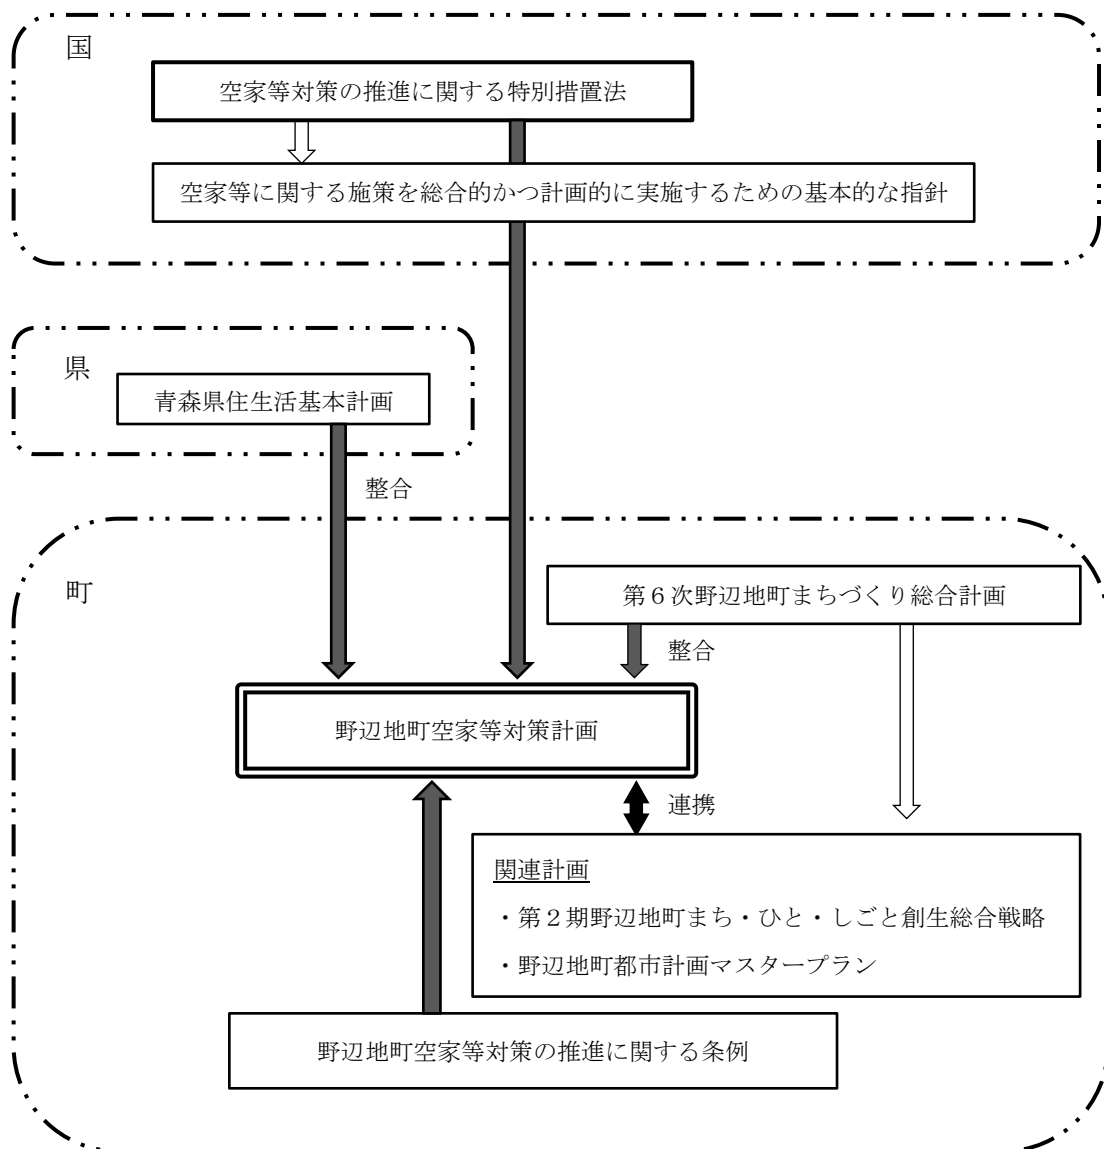 国
空家等対策の推進に関する特別措置法
空家等に関する施策を総合的かつ計画的に実施するための基本的な指針
県
青森県住生活基本計画
整合
町
第６次野辺地町まちづくり総合計画
整合
野辺地町空家等対策計画
連携
関連計画
・第２期野辺地町まち・ひと・しごと創生総合戦略
・野辺地町都市計画マスタープラン
野辺地町空家等対策の推進に関する条例